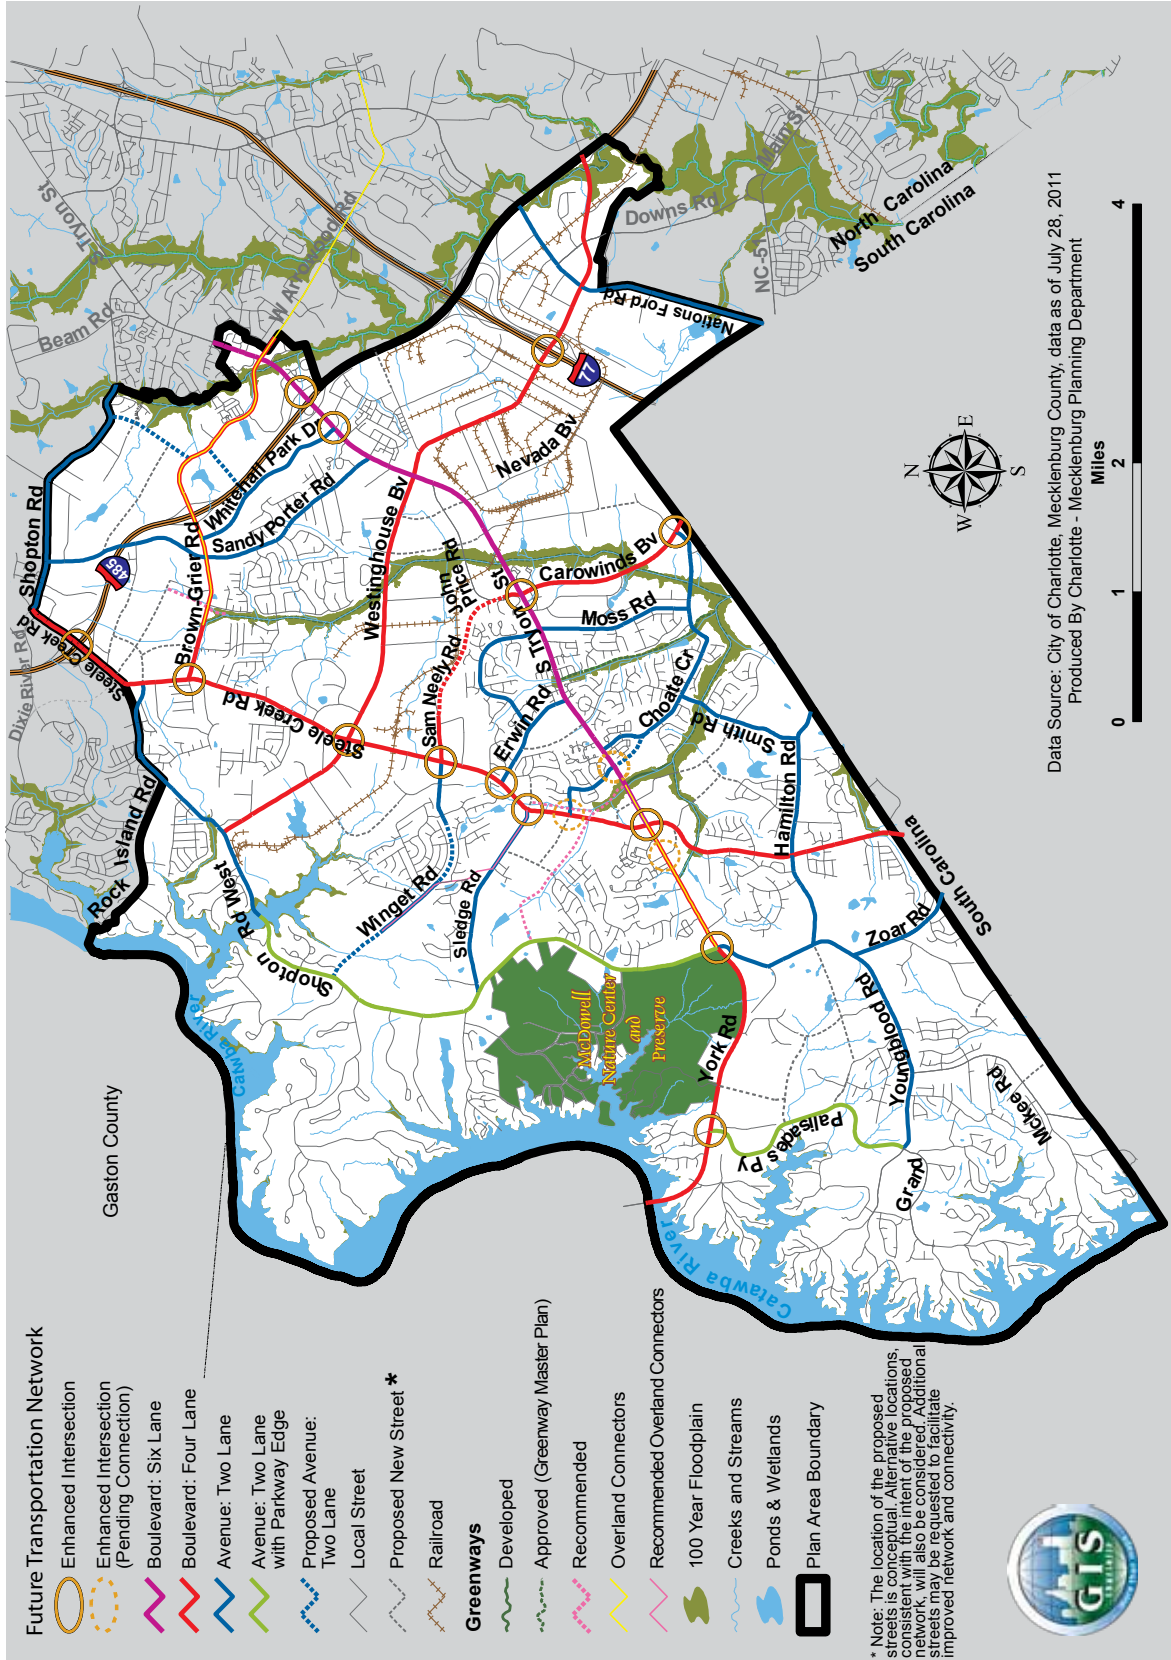 Future Transportation Network
Enhanced Intersection
Enhanced Intersection
(Pending Connection)
Boulevard: Six Lane
Boulevard: Four Lane
Avenue: Two Lane
Avenue: Two Lane
with Parkway Edge
Proposed Avenue:
Two Lane
Local Street
Proposed New Street *
Railroad
Greenways
Developed
Approved (Greenway Master Plan)
Recommended
Overland Connectors
Recommended Overland Connectors
100 Year Floodplain
Creeks and Streams
Ponds & Wetlands
Plan Area Boundary
* Note: The location of the proposed
streets is conceptual. Alternative locations,
consistent with the intent of the proposed
network, will also be considered. Additional
streets may be requested to facilitate
improved network and connectivity.
GIS
Gaston County
Catawba River
Catawba River
Rock Island Rd
Shopton Rd West
Dixie River Rd
Steele Creek Rd
Steele Creek Rd
Steele
Shopton Rd
485
Brown-Grier Rd
Whitehall Park Dr
Sandy Porter Rd
Beam Rd
S Tryon St
W Arrowood Rd
Westinghouse Bv
John Price Rd
Sam Neely Rd
Erwin Rd
S Tryon St
Carowinds Bv
Moss Rd
Choate Cr
Smith Rd
Hamilton Rd
Nevada Bv
77
Nations Ford Rd
Downs Rd
NC-51
Main St
North Carolina
South Carolina
Winget Rd
Sledge Rd
McDowell
Nature Center
and
Preserve
York Rd
Zoar Rd
Youngblood Rd
Grand Palisades Py
Mckee Rd
South Carolina
N
E
S
W
Data Source: City of Charlotte, Mecklenburg County, data as of July 28, 2011
Produced By Charlotte - Mecklenburg Planning Department
0 1 2 4
Miles